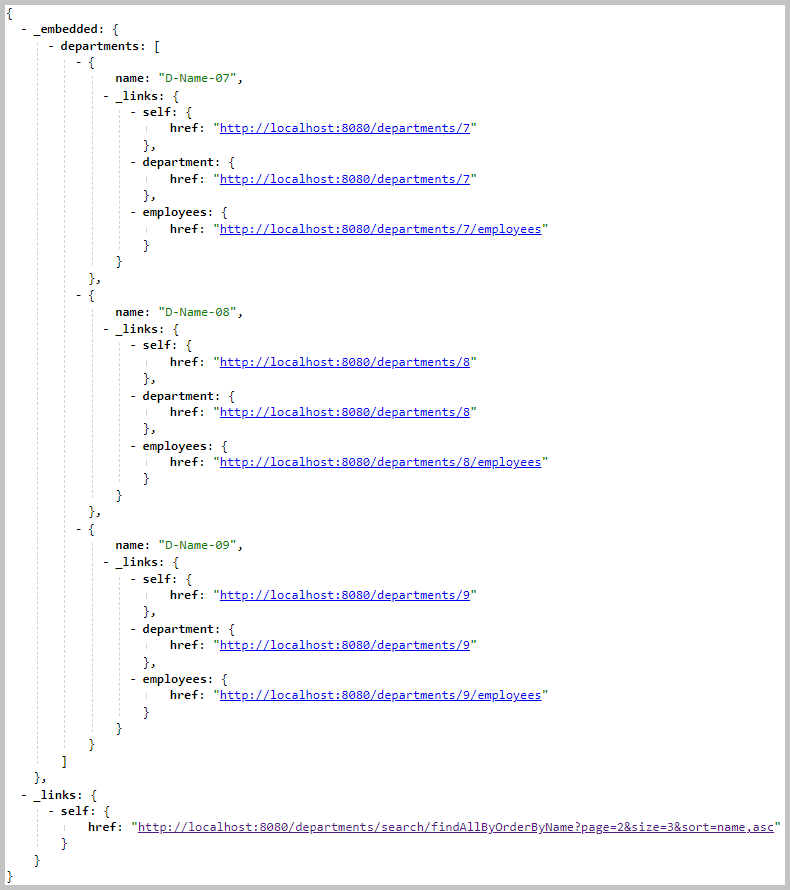 {
- _embedded: {
- departments: [
- {
name: "D-Name-07",
- _links: {
- self: {
href: "http://localhost:8080/departments/7"
},
- department: {
href: "http://localhost:8080/departments/7"
},
- employees: {
href: "http://localhost:8080/departments/7/employees"
}
}
},
- {
name: "D-Name-08",
- _links: {
- self: {
href: "http://localhost:8080/departments/8"
},
- department: {
href: "http://localhost:8080/departments/8"
},
- employees: {
href: "http://localhost:8080/departments/8/employees"
}
}
},
- {
name: "D-Name-09",
- _links: {
- self: {
href: "http://localhost:8080/departments/9"
},
- department: {
href: "http://localhost:8080/departments/9"
},
- employees: {
href: "http://localhost:8080/departments/9/employees"
}
}
}
]
},
- _links: {
- self: {
href: "http://localhost:8080/departments/search/findAllByOrderByName?page=2&size=3&sort=name,asc"
}
}
}